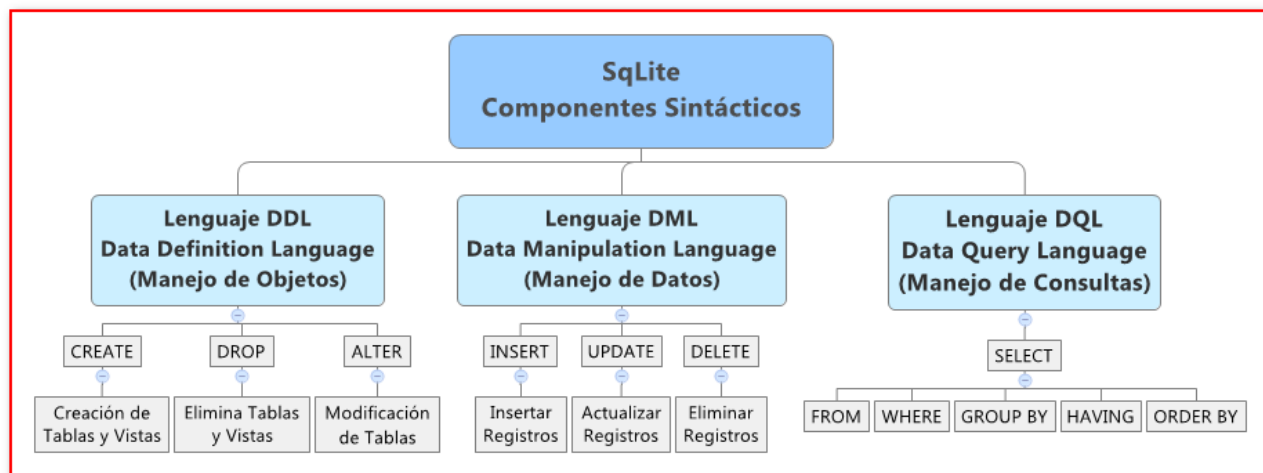 SqLite
Componentes Sintácticos
Lenguaje DDL
Data Definition Language
(Manejo de Objetos)
Lenguaje DML
Data Manipulation Language
(Manejo de Datos)
Lenguaje DQL
Data Query Language
(Manejo de Consultas)
CREATE
DROP
ALTER
INSERT
UPDATE
DELETE
SELECT
Creación de
Tablas y Vistas
Elimina Tablas
y Vistas
Modificación
de Tablas
Insertar
Registros
Actualizar
Registros
Eliminar
Registros
FROM
WHERE
GROUP BY
HAVING
ORDER BY